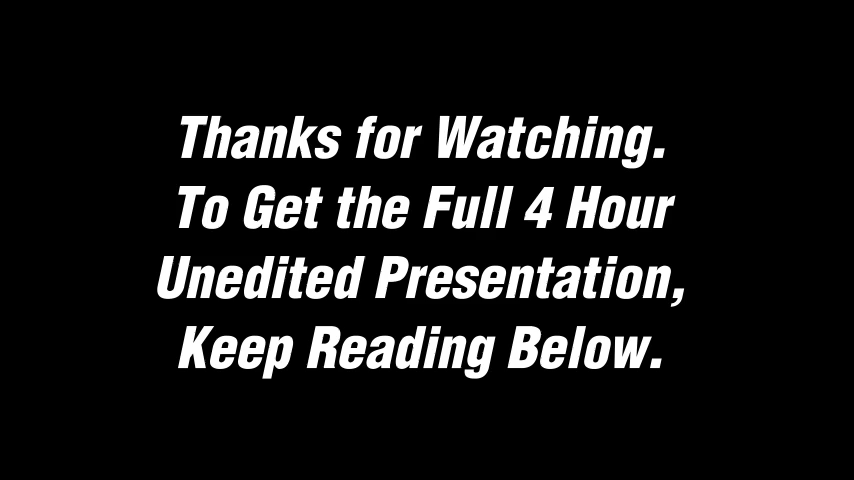 Thanks for Watching.
To Get the Full 4 Hour
Unedited Presentation,
Keep Reading Below.